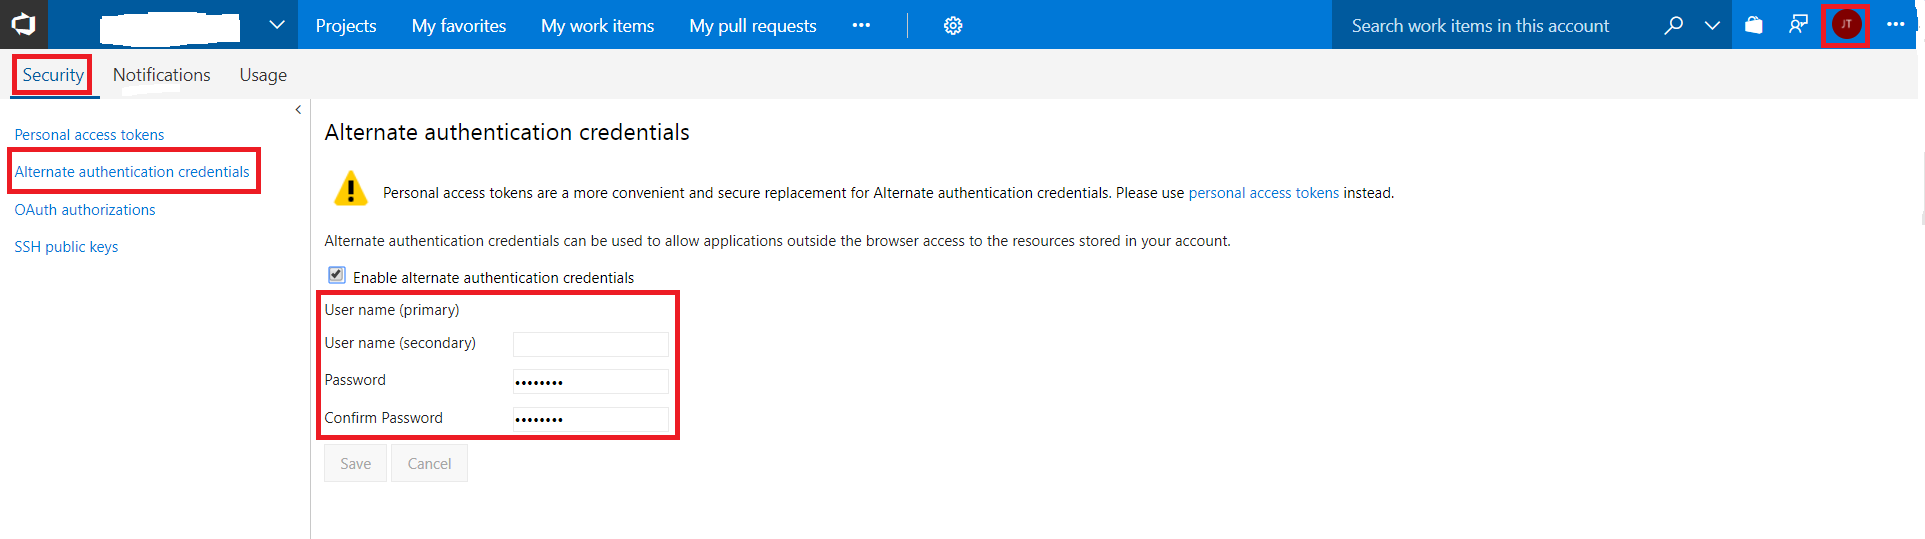 Projects My favorites My work items My pull requests ••• Search work items in this account JT •••
Security Notifications Usage
Personal access tokens
Alternate authentication credentials
OAuth authorizations
SSH public keys
Alternate authentication credentials
Personal access tokens are a more convenient and secure replacement for Alternate authentication credentials. Please use personal access tokens instead.
Alternate authentication credentials can be used to allow applications outside the browser access to the resources stored in your account.
Enable alternate authentication credentials
User name (primary)
User name (secondary)
Password ••••••••
Confirm Password ••••••••
Save Cancel